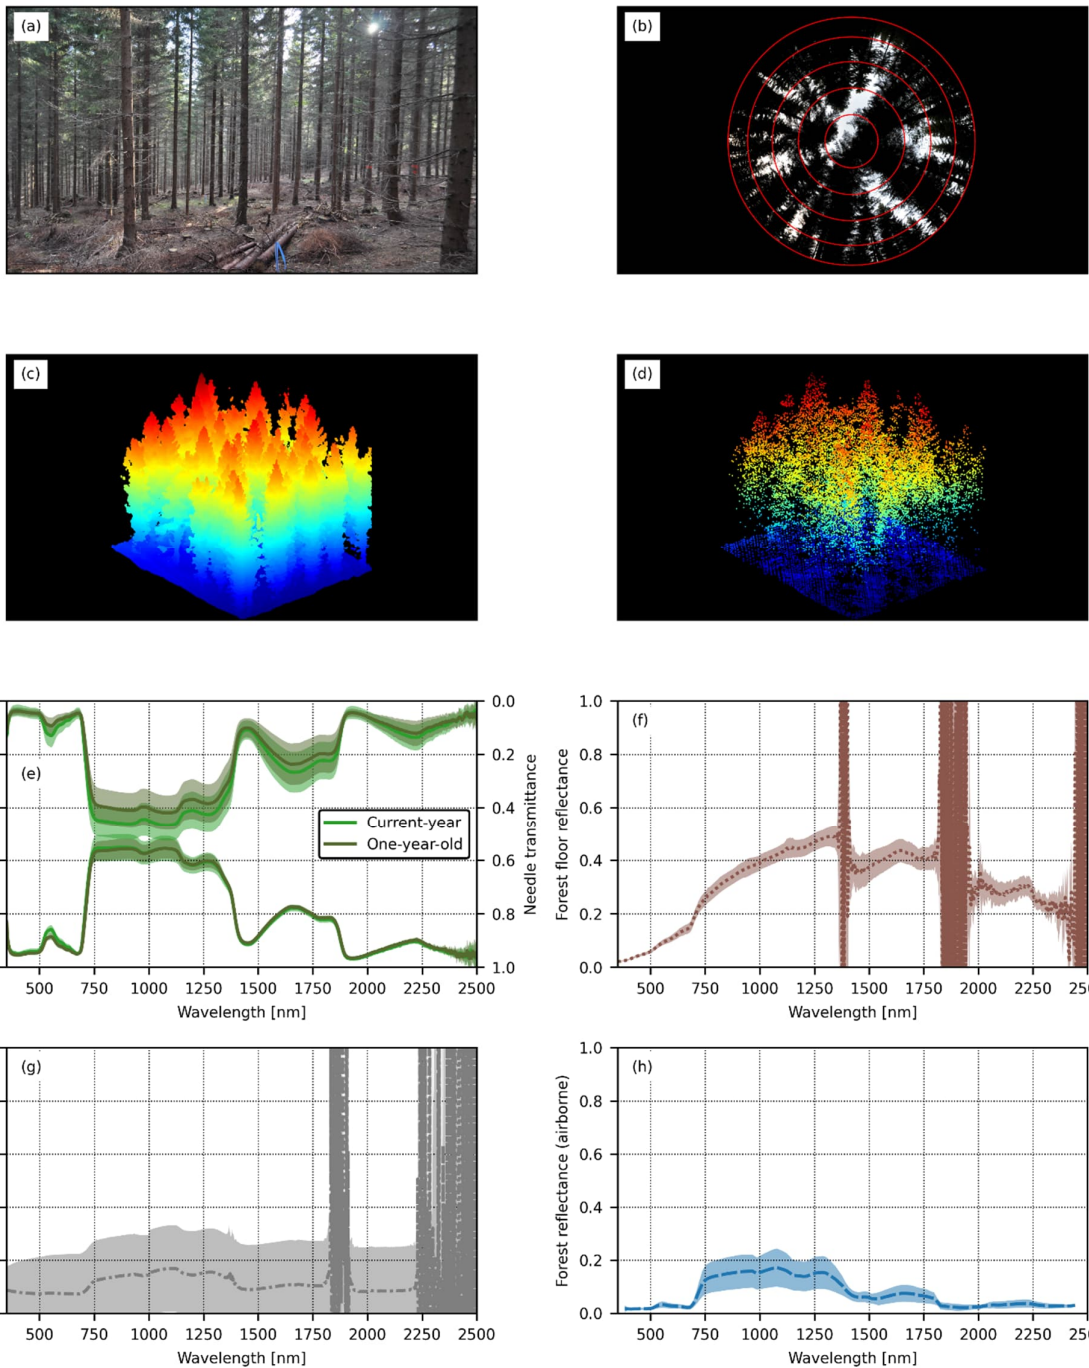 (a)
(b)
(c)
(d)
0.0
0.2
0.4
0.6
0.8
1.0
Needle transmittance
(e)
Current-year
One-year-old
500 750 1000 1250 1500 1750 2000 2250 2500
Wavelength [nm]
1.0
0.8
0.6
0.4
0.2
0.0
Forest floor reflectance
(f)
500 750 1000 1250 1500 1750 2000 2250
Wavelength [nm]
(g)
500 750 1000 1250 1500 1750 2000 2250 2500
Wavelength [nm]
1.0
0.8
0.6
0.4
0.2
0.0
Forest reflectance (airborne)
(h)
500 750 1000 1250 1500 1750 2000 2250
Wavelength [nm]